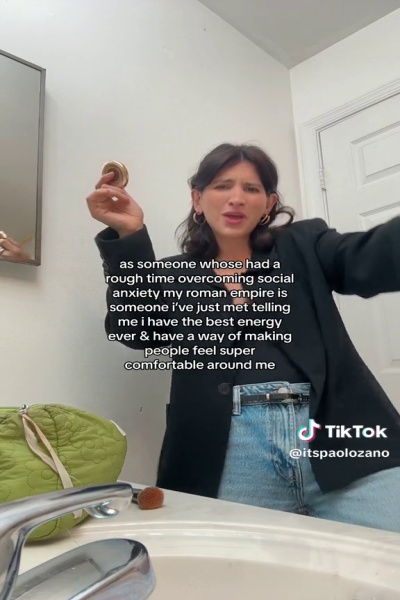 as someone whose had a
rough time overcoming social
anxiety my roman empire is
someone i've just met telling
me i have the best energy
ever & have a way of making
people feel super
comfortable around me
TikTok
@itspaolozano